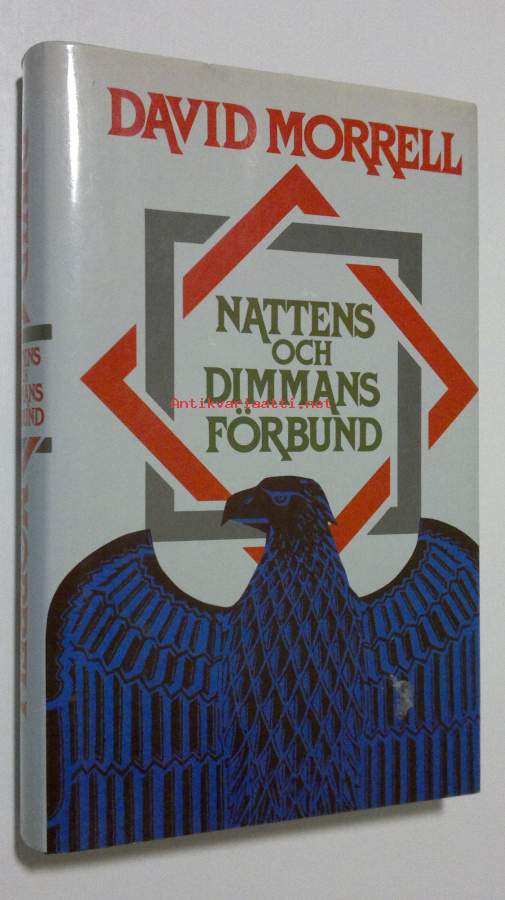 DAVID MORRELL
NATTENS
OCH
DIMMANS
Antikvariaatti.net
FÖRBUND